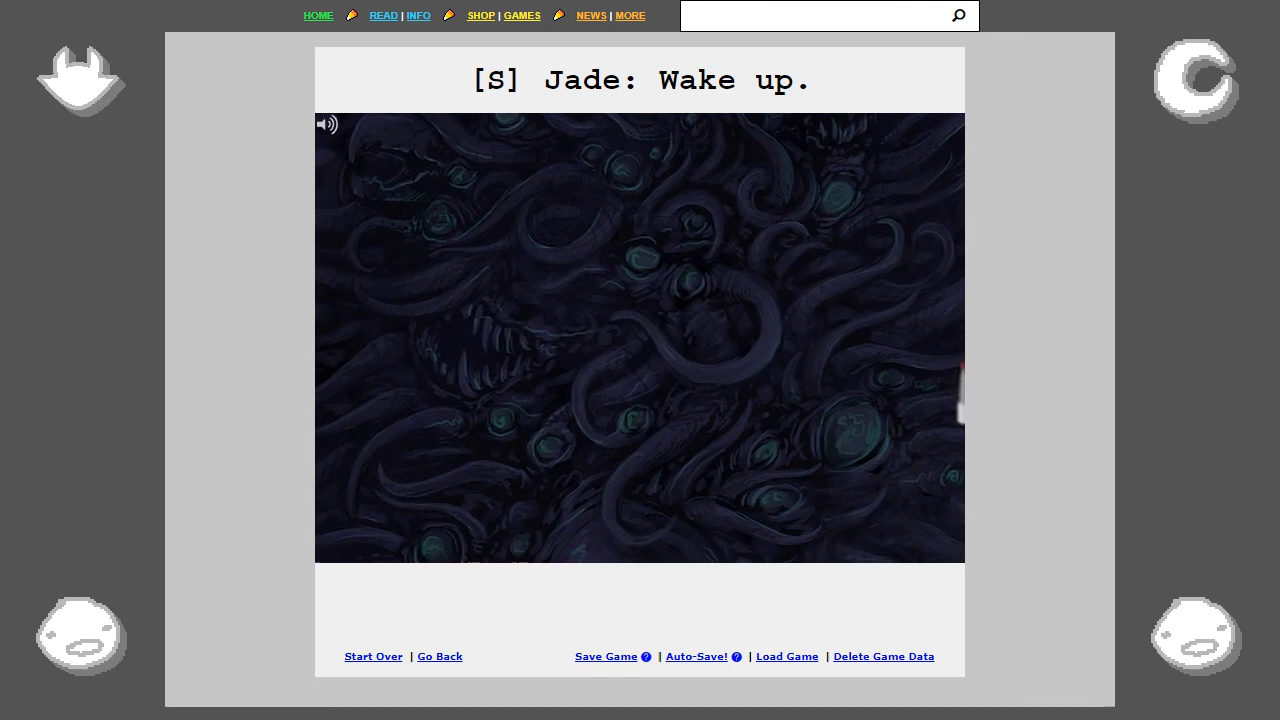 HOME READ | INFO SHOP | GAMES NEWS | MORE
[S] Jade: Wake up.
Start Over | Go Back Save Game ? | Auto-Save! ? | Load Game | Delete Game Data